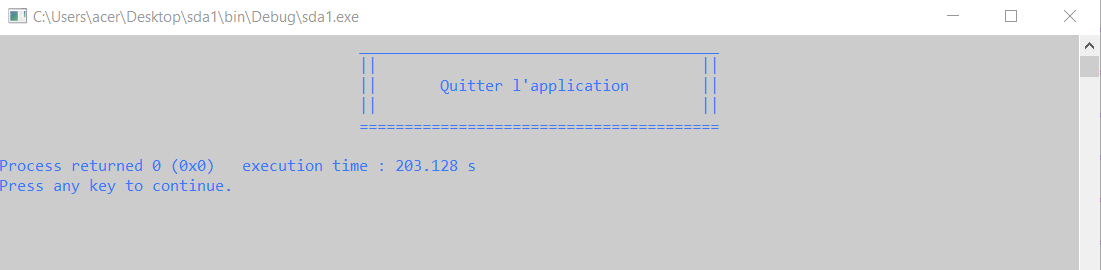 C:\Users\acer\Desktop\sda1\bin\Debug\sda1.exe
________________________________________
||                                    ||
||       Quitter l'application        ||
||                                    ||
========================================
Process returned 0 (0x0)   execution time : 203.128 s
Press any key to continue.